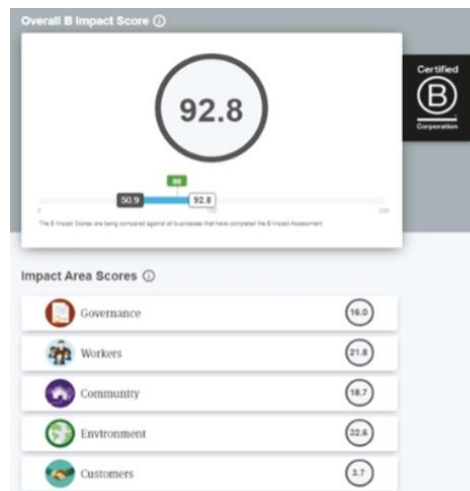 Overall B Impact Score
92.8
Certified
B
Corporation
80
50.9
92.8
0
100
200
The B Impact Scores are being compared against all businesses that have completed the B Impact Assessment
Impact Area Scores
Governance
16.0
Workers
21.8
Community
18.7
Environment
32.6
Customers
3.7